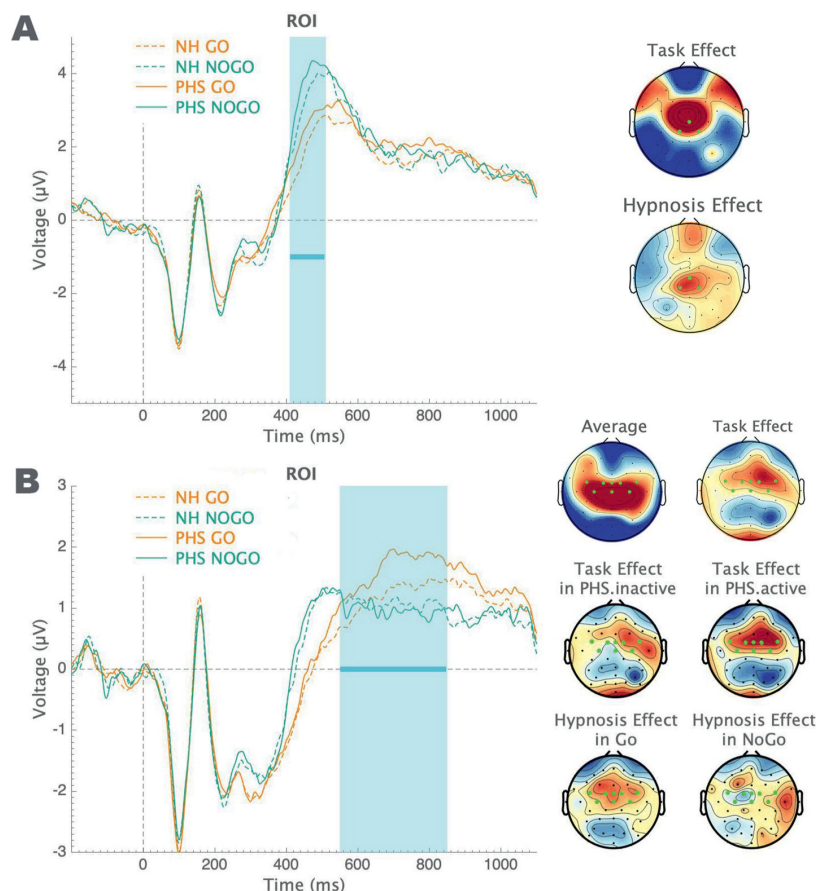 A
ROI
NH GO
NH NOGO
PHS GO
PHS NOGO
4
2
0
-2
-4
Voltage (µV)
0
200
400
600
800
1000
Time (ms)
Task Effect
Hypnosis Effect
B
ROI
NH GO
NH NOGO
PHS GO
PHS NOGO
3
2
1
0
-1
-2
-3
Voltage (µV)
0
200
400
600
800
1000
Time (ms)
Average
Task Effect
Task Effect
in PHS.inactive
Task Effect
in PHS.active
Hypnosis Effect
in Go
Hypnosis Effect
in NoGo